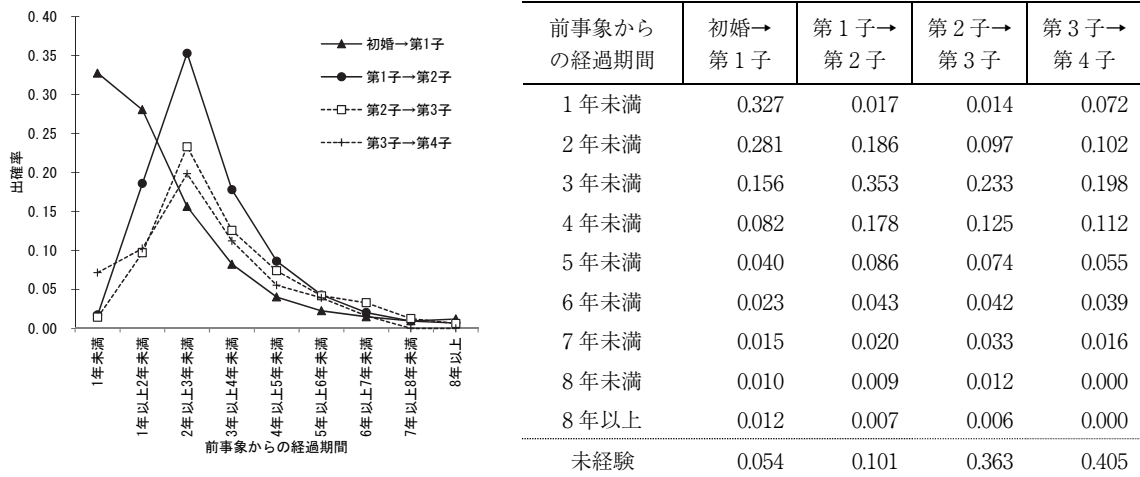 0.40
0.35
0.30
0.25
0.20
0.15
0.10
0.05
0.00
出確率
初婚→第1子
第1子→第2子
第2子→第3子
第3子→第4子
1年未満
1年以上2年未満
2年以上3年未満
3年以上4年未満
4年以上5年未満
5年以上6年未満
6年以上7年未満
7年以上8年未満
8年以上
前事象からの経過期間
前事象から 初婚→ 第1子→ 第2子→ 第3子→
の経過期間 第1子 第2子 第3子 第4子
1年未満 0.327 0.017 0.014 0.072
2年未満 0.281 0.186 0.097 0.102
3年未満 0.156 0.353 0.233 0.198
4年未満 0.082 0.178 0.125 0.112
5年未満 0.040 0.086 0.074 0.055
6年未満 0.023 0.043 0.042 0.039
7年未満 0.015 0.020 0.033 0.016
8年未満 0.010 0.009 0.012 0.000
8年以上 0.012 0.007 0.006 0.000
未経験 0.054 0.101 0.363 0.405